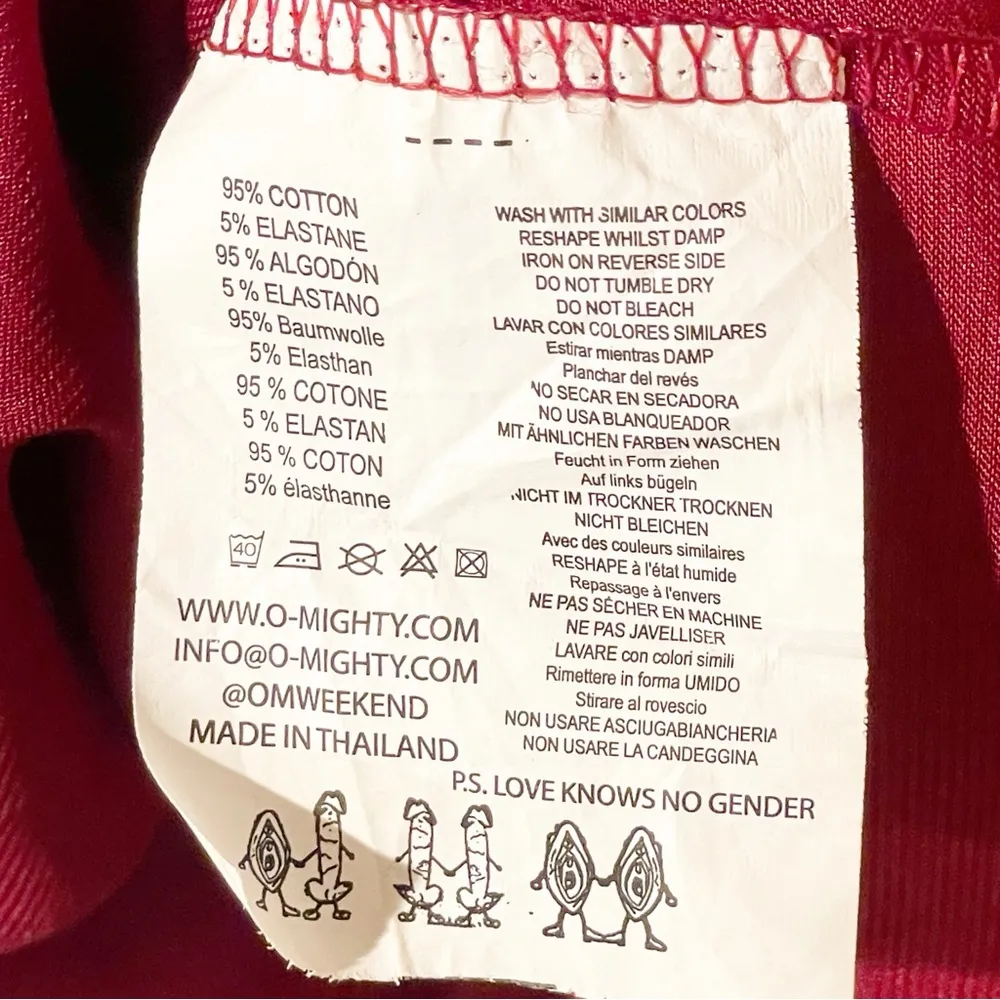 95% COTTON
5% ELASTANE
95 % ALGODÓN
5 % ELASTANO
95% Baumwolle
5% Elasthan
95 % COTONE
5 % ELASTAN
95 % COTON
5% élasthanne
40
WWW.O-MIGHTY.COM
INFO@O-MIGHTY.COM
@OMWEEKEND
MADE IN THAILAND
WASH WITH SIMILAR COLORS
RESHAPE WHILST DAMP
IRON ON REVERSE SIDE
DO NOT TUMBLE DRY
DO NOT BLEACH
LAVAR CON COLORES SIMILARES
Estirar mientras DAMP
Planchar del revés
NO SECAR EN SECADORA
NO USA BLANQUEADOR
MIT ÄHNLICHEN FARBEN WASCHEN
Feucht in Form ziehen
Auf links bügeln
NICHT IM TROCKNER TROCKNEN
NICHT BLEICHEN
Avec des couleurs similaires
RESHAPE à l'état humide
Repassage à l'envers
NE PAS SÉCHER EN MACHINE
NE PAS JAVELLISER
LAVARE con colori simili
Rimettere in forma UMIDO
Stirare al rovescio
NON USARE ASCIUGABIANCHERIA
NON USARE LA CANDEGGINA
P.S. LOVE KNOWS NO GENDER